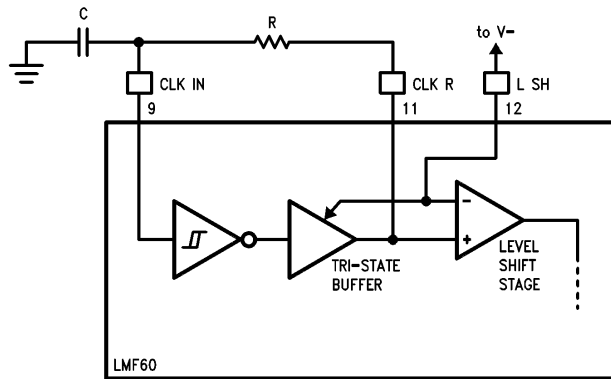 C
R
to V-
CLK IN
CLK R
L SH
9
11
12
-
+
TRI-STATE
BUFFER
LEVEL
SHIFT
STAGE
LMF60